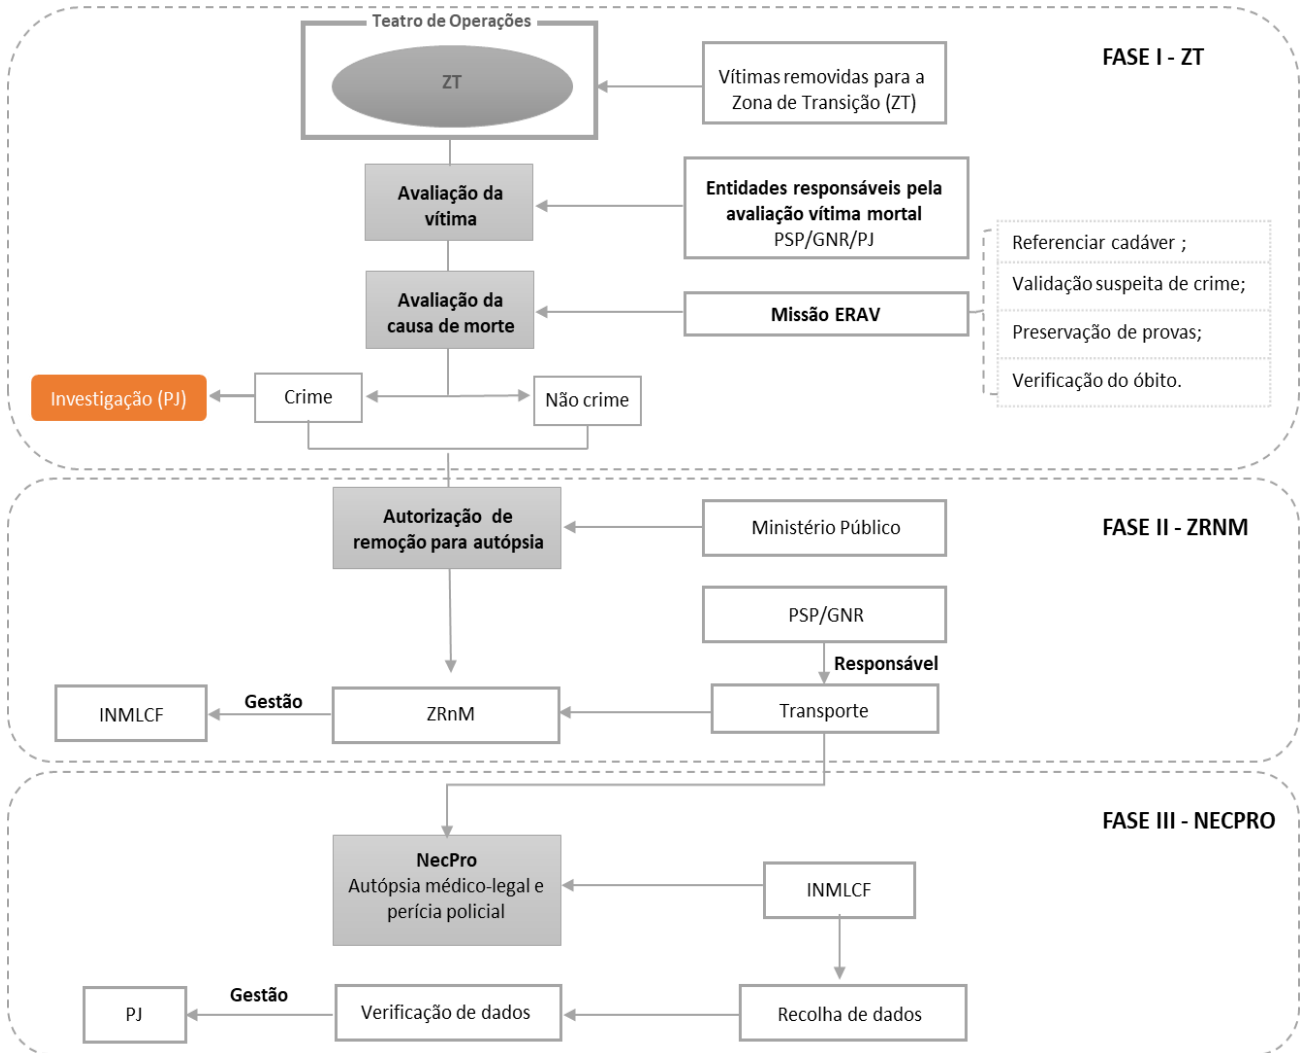 Teatro de Operações
ZT
Vítimas removidas para a
Zona de Transição (ZT)
FASE I - ZT
Avaliação da
vítima
Entidades responsáveis pela
avaliação vítima mortal
PSP/GNR/PJ
Avaliação da
causa de morte
Missão ERAV
Referenciar cadáver ;
Validação suspeita de crime;
Preservação de provas;
Verificação do óbito.
Investigação (PJ)
Crime
Não crime
Autorização de
remoção para autópsia
Ministério Público
FASE II - ZRNM
PSP/GNR
Responsável
Transporte
ZRnM
Gestão
INMLCF
FASE III - NECPRO
NecPro
Autópsia médico-legal e
perícia policial
INMLCF
Recolha de dados
Verificação de dados
Gestão
PJ